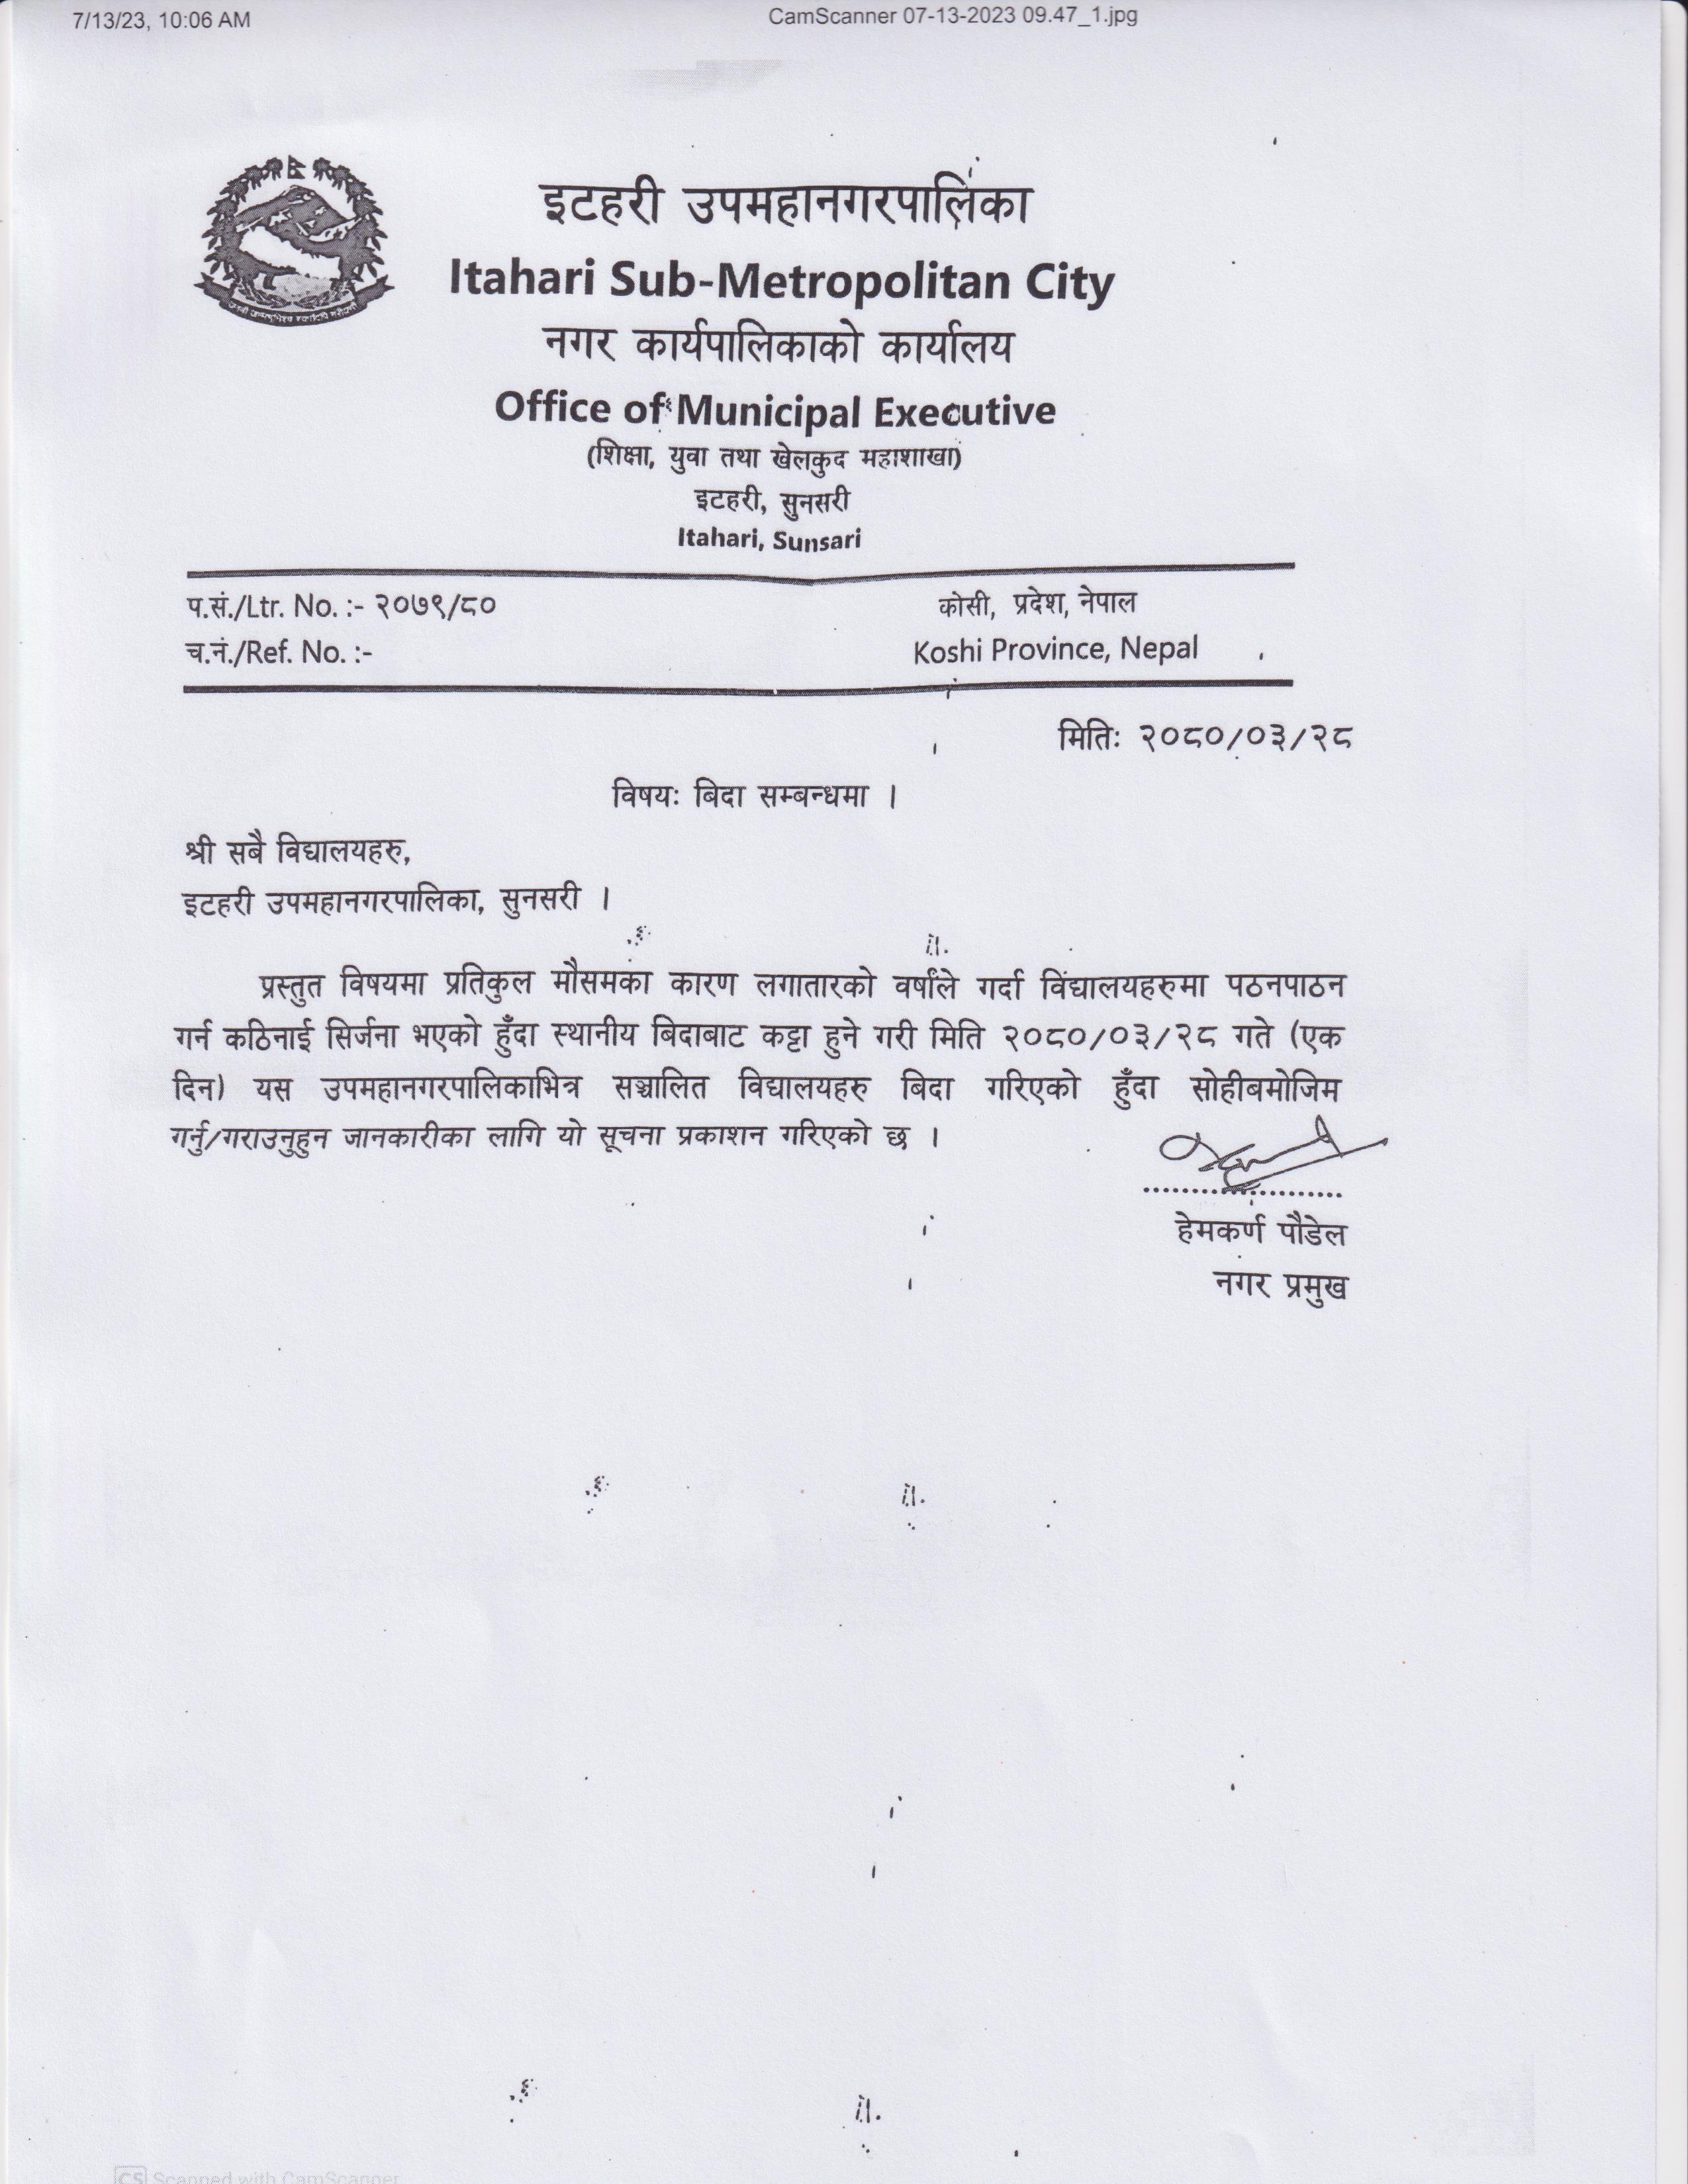 7/13/23, 10:06 AM
CamScanner 07-13-2023 09.47_1.jpg
इटहरी उपमहानगरपालिका
Itahari Sub-Metropolitan City
नगर कार्यपालिकाको कार्यालय
Office of Municipal Executive
(शिक्षा, युवा तथा खेलकुद महाशाखा)
इटहरी, सुनसरी
Itahari, Sunsari
प.सं./Ltr. No. :- २०७९/८०
कोसी, प्रदेश, नेपाल
च.नं./Ref. No. :-
Koshi Province, Nepal
मितिः २०८०/०३/२८
विषयः बिदा सम्बन्धमा ।
श्री सबै विद्यालयहरु,
इटहरी उपमहानगरपालिका, सुनसरी ।
प्रस्तुत विषयमा प्रतिकुल मौसमका कारण लगातारको वर्षाले गर्दा विद्यालयहरुमा पठनपाठन
गर्न कठिनाई सिर्जना भएको हुँदा स्थानीय बिदाबाट कट्टा हुने गरी मिति २०८०/०३/२८ गते (एक
दिन) यस उपमहानगरपालिकाभित्र सञ्चालित विद्यालयहरु बिदा गरिएको हुँदा सोहीबमोजिम
गर्नु/गराउनुहुन जानकारीका लागि यो सूचना प्रकाशन गरिएको छ ।
हेमकर्ण पौडेल
नगर प्रमुख
CS Scanned with CamScanner